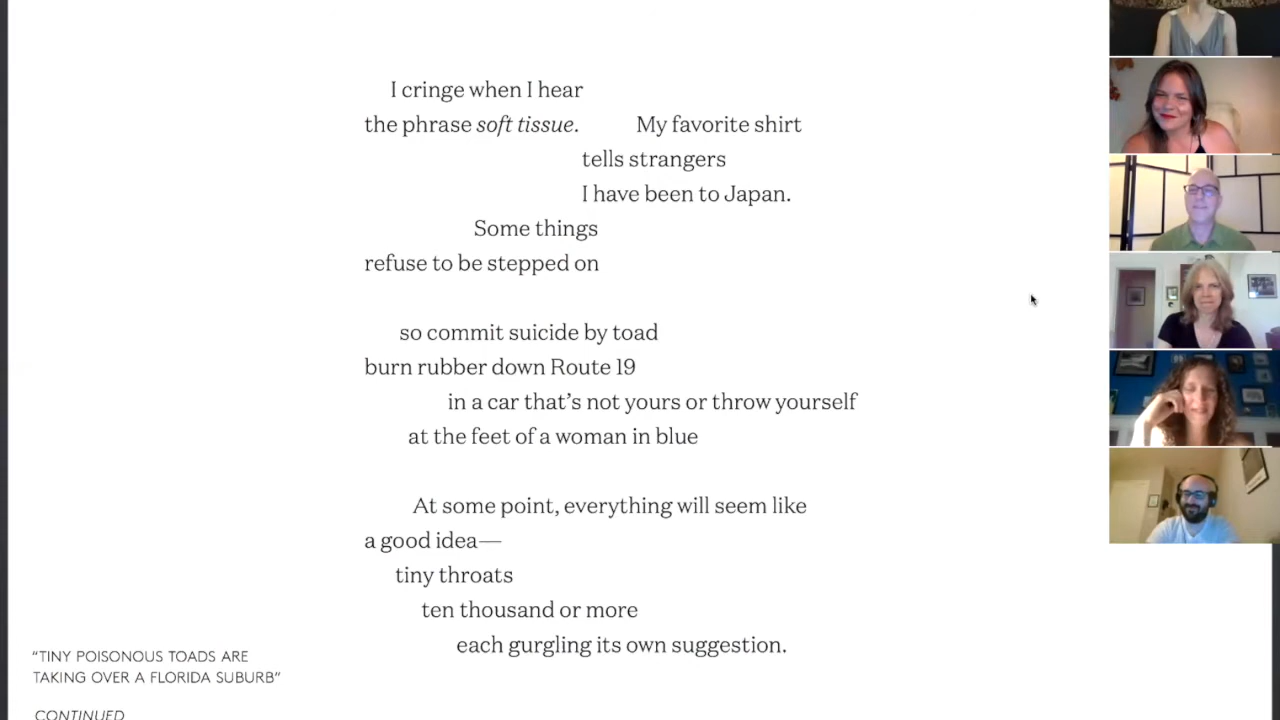 I cringe when I hear
the phrase soft tissue. My favorite shirt
tells strangers
I have been to Japan.
Some things
refuse to be stepped on
so commit suicide by toad
burn rubber down Route 19
in a car that’s not yours or throw yourself
at the feet of a woman in blue
At some point, everything will seem like
a good idea—
tiny throats
ten thousand or more
each gurgling its own suggestion.
“TINY POISONOUS TOADS ARE
TAKING OVER A FLORIDA SUBURB”
CONTINUED